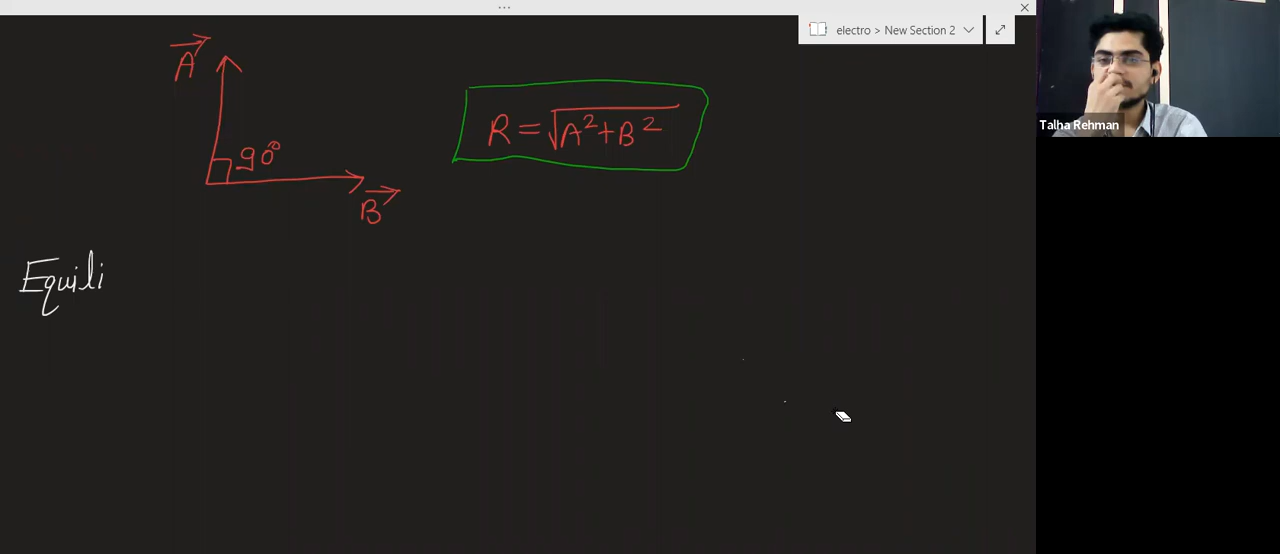 electro > New Section 2
A
90°
B
R = √A²+B²
Equili
Talha Rehman